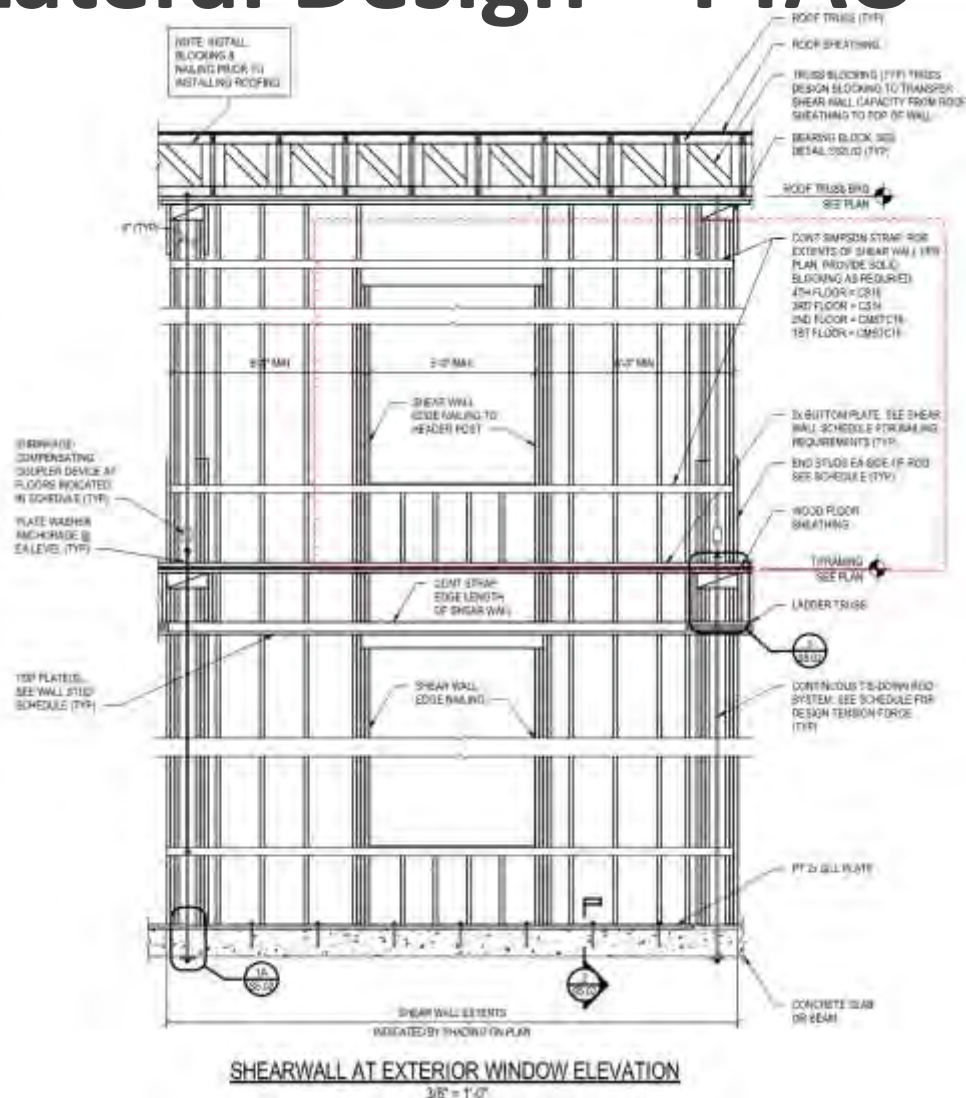 ateral Design - FTAO
NOTE: INSTALL
BLOCKING &
NAILING PRIOR TO
INSTALLING ROOFING
ROOF TRUSS (TYP)
ROOF SHEATHING
TRUSS BLOCKING (TYP) TRUSS
DESIGN BLOCKING TO TRANSFER
SHEAR WALL CAPACITY FROM ROOF
SHEATHING TO TOP OF WALL
BEARING BLOCK, SEE
DETAIL (TYP)
ROOF TRUSS BRG
SEE PLAN
(TYP)
CONT SIMPSON STRAP FOR
EXTENTS OF SHEAR WALL PER
PLAN. PROVIDE SOLID
BLOCKING AS REQUIRED.
4TH FLOOR = CS16
3RD FLOOR = CS14
2ND FLOOR = CMSTC16
1ST FLOOR = CMSTC16
MIN
MAX
MIN
SHEAR WALL
EDGE NAILING TO
HEADER POST
2x BOTTOM PLATE. SEE SHEAR
WALL SCHEDULE FOR NAILING
REQUIREMENTS (TYP)
SHRINKAGE
COMPENSATING
COUPLER DEVICE AT
FLOORS INDICATED
IN SCHEDULE (TYP)
END STUDS EA SIDE OF ROD
SEE SCHEDULE (TYP)
PLATE WASHER
ANCHORAGE @
EA LEVEL (TYP)
WOOD FLOOR
SHEATHING
T/FRAMING
SEE PLAN
CONT STRAP
EDGE LENGTH
OF SHEAR WALL
LADDER TRUSS
TOP PLATE(S),
SEE WALL STUD
SCHEDULE (TYP)
SHEAR WALL
EDGE NAILING
CONTINUOUS TIE-DOWN ROD
SYSTEM. SEE SCHEDULE FOR
DESIGN TENSION FORCE
(TYP)
PT 2x SILL PLATE
1A
CONCRETE SLAB
OR BEAM
SHEAR WALL EXTENTS
INDICATED BY SHADING ON PLAN
SHEARWALL AT EXTERIOR WINDOW ELEVATION
3/8" = 1'-0"